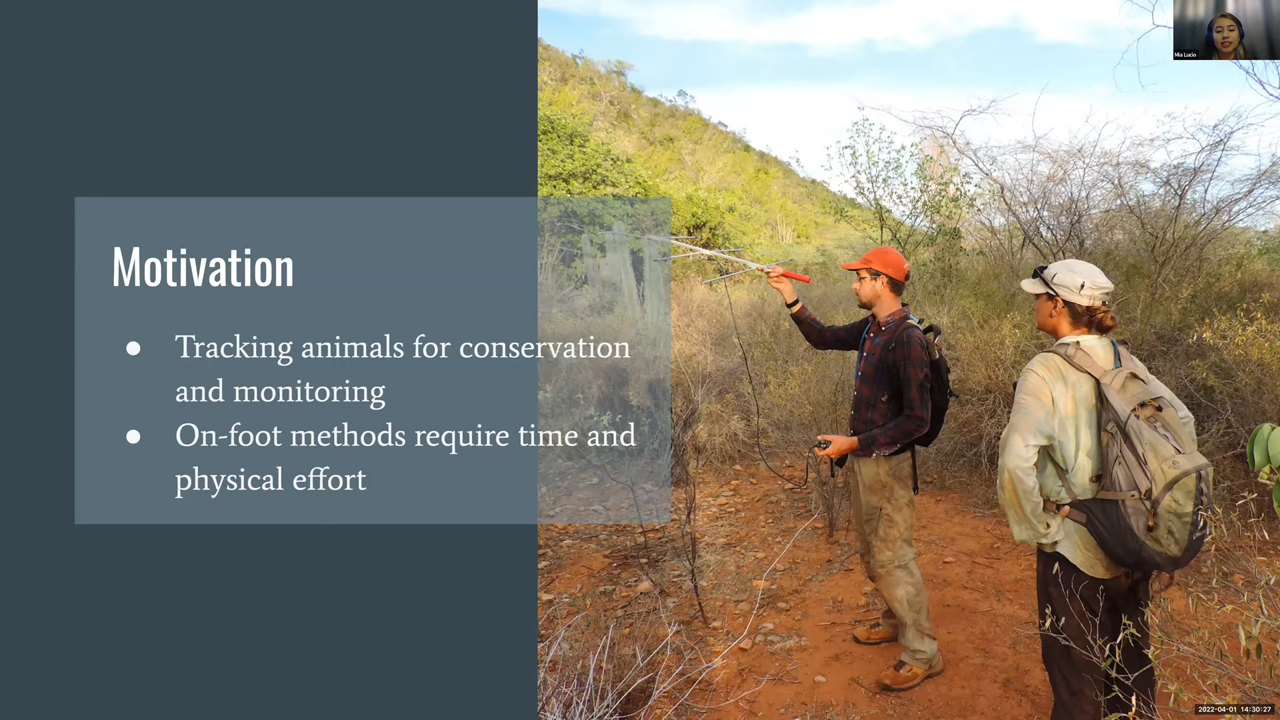 Mia Lucio
Motivation
● Tracking animals for conservation
and monitoring
● On-foot methods require time and
physical effort
2022-04-01 14:30:27